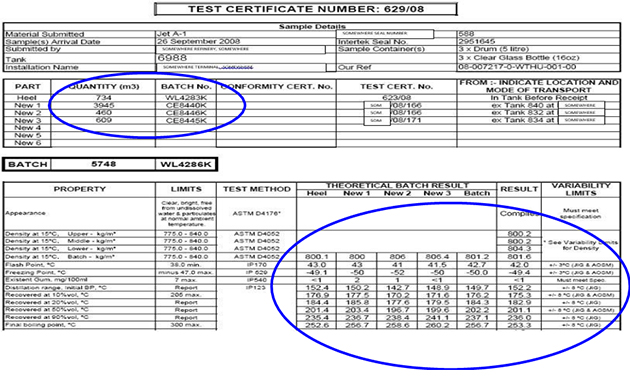 TEST CERTIFICATE NUMBER: 629/08
Sample Details
Material Submitted Jet A-1 SOMEWHERE SEAL NUMBER 588
Sample(s) Arrival Date 26 September 2008 Intertek Seal No. 2951645
Submitted by SOMEWHERE REFINERY, SOMEWHERE Sample Container(s) 3 x Drum (5 litre)
Tank 6988 3 x Clear Glass Bottle (16oz)
Installation Name SOMEWHERE TERMINAL, Our Ref 08-007217-0-WTHU-001-00
PART QUANTITY (m3) BATCH No. CONFORMITY CERT. No. TEST CERT. No. FROM :- INDICATE LOCATION AND MODE OF TRANSPORT
Heel 734 WL4283K 623/08 In Tank Before Receipt
New 1 3945 CE8440K SOM /08/166 ex Tank 840 at SOMEWHERE
New 2 460 CE8446K SOM /08/166 ex Tank 832 at SOMEWHERE
New 3 609 CE8445K SOM /08/171 ex Tank 834 at SOMEWHERE
New 4
New 5
New 6
BATCH 5748 WL4286K
PROPERTY LIMITS TEST METHOD THEORETICAL BATCH RESULT RESULT VARIABILITY LIMITS
Heel New 1 New 2 New 3 Batch
Appearance Clear, bright, free from undissolved water & particulates at normal ambient temperature. ASTM D4176* Complies Must meet specification
Density at 15°C, Upper - kg/m³ 775.0 - 840.0 ASTM D4052 800.2
Density at 15°C, Middle - kg/m³ 775.0 - 840.0 ASTM D4052 800.2 * See Variability Limits
Density at 15°C, Lower - kg/m³ 775.0 - 840.0 ASTM D4052 804.3 for Density
Density at 15°C, Batch - kg/m³ 775.0 - 840.0 ASTM D4052 800.1 800 806 806.4 801.2 801.6
Flash Point, °C 38.0 min. IP170 43.0 43 41 41.5 42.7 42.0 +/- 3°C (JIG & AOSM)
Freezing Point, °C minus 47.0 max. IP 529 -49.1 -50 -52 -50 -50.0 -49.4 +/- 3°C (JIG & AOSM)
Existent Gum, mg/100ml 7 max. IP540 <1 2 1 <1 <1 Must meet Spec.
Distillation range, Initial BP, °C Report IP123 152.4 150.2 142.7 148.9 149.7 152.2 +/- 8 °C (JIG)
Recovered at 10%vol, °C 205 max. 176.9 177.5 170.2 171.6 176.2 175.3 +/- 8 °C (JIG & AOSM)
Recovered at 20%vol, °C Report 184.4 185.8 177.6 179.5 184.3 182.9 +/- 8 °C (JIG)
Recovered at 50%vol, °C Report 201.1 203.4 196.7 199.6 202.2 201.1 +/- 8 °C (JIG & AOSM)
Recovered at 90%vol, °C Report 235.4 236.7 238.4 241.1 237.1 235.0 +/- 8 °C (JIG & AOSM)
Final boiling point, °C 300 max. 252.6 256.7 258.6 260.2 256.7 253.3 +/- 8 °C (JIG)